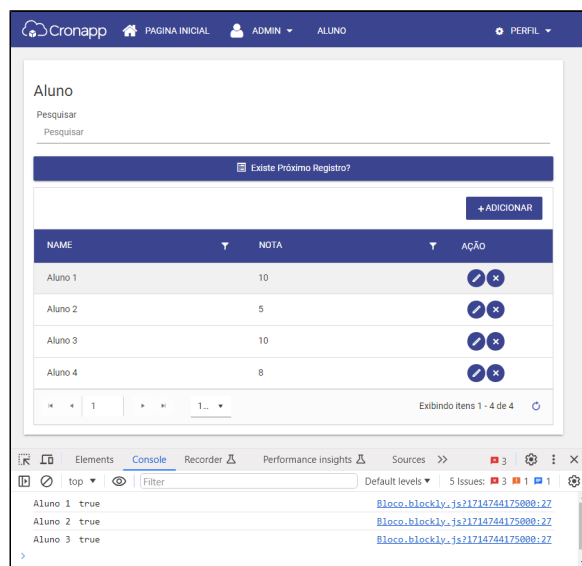 Cronapp PAGINA INICIAL ADMIN ALUNO PERFIL
Aluno
Pesquisar
Pesquisar
Existe Próximo Registro?
+ADICIONAR
NAME NOTA AÇÃO
Aluno 1 10
Aluno 2 5
Aluno 3 10
Aluno 4 8
1 1... Exibindo itens 1 - 4 de 4
Elements Console Recorder Performance insights Sources 3
top Filter Default levels 5 Issues: 3 1 1
Aluno 1 true Bloco.blockly.js?1714744175000:27
Aluno 2 true Bloco.blockly.js?1714744175000:27
Aluno 3 true Bloco.blockly.js?1714744175000:27